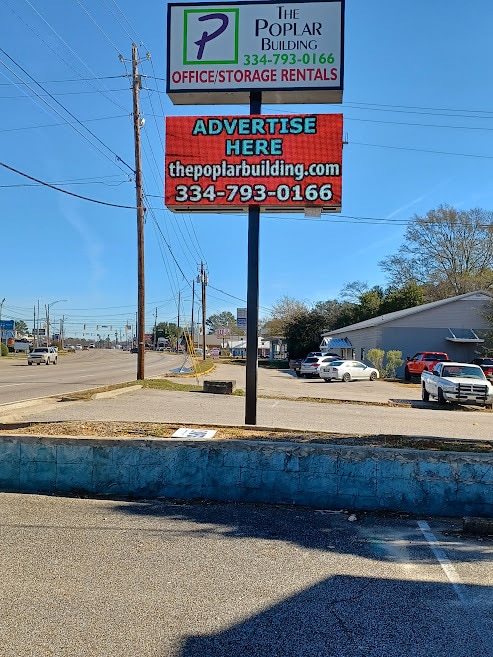 P
THE
POPLAR
BUILDING
334-793-0166
OFFICE/STORAGE RENTALS
ADVERTISE
HERE
thepoplarbuilding.com
334-793-0166